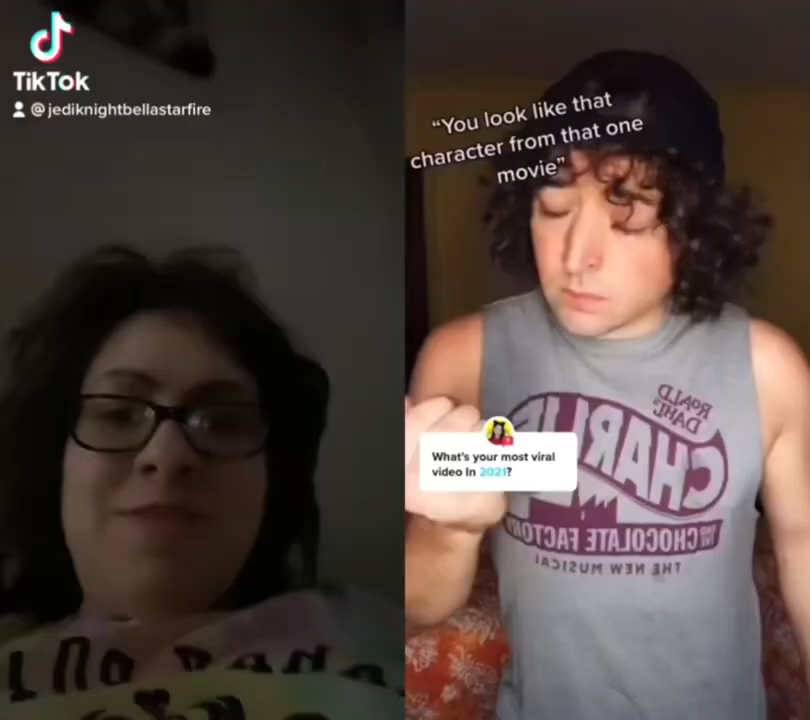 TikTok
@jediknightbellastarfire
"You look like that
character from that one
movie"
What's your most viral
video In 2021?
ROALD
DAHL'S
CHARLIE
AND THE CHOCOLATE FACTORY
THE NEW MUSICAL